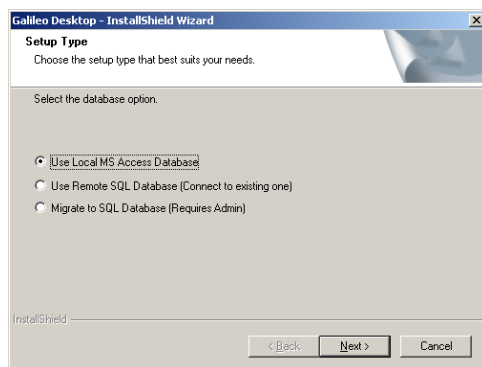 Galileo Desktop - InstallShield Wizard
Setup Type
Choose the setup type that best suits your needs.
Select the database option.
Use Local MS Access Database
Use Remote SQL Database (Connect to existing one)
Migrate to SQL Database (Requires Admin)
InstallShield
< Back Next > Cancel